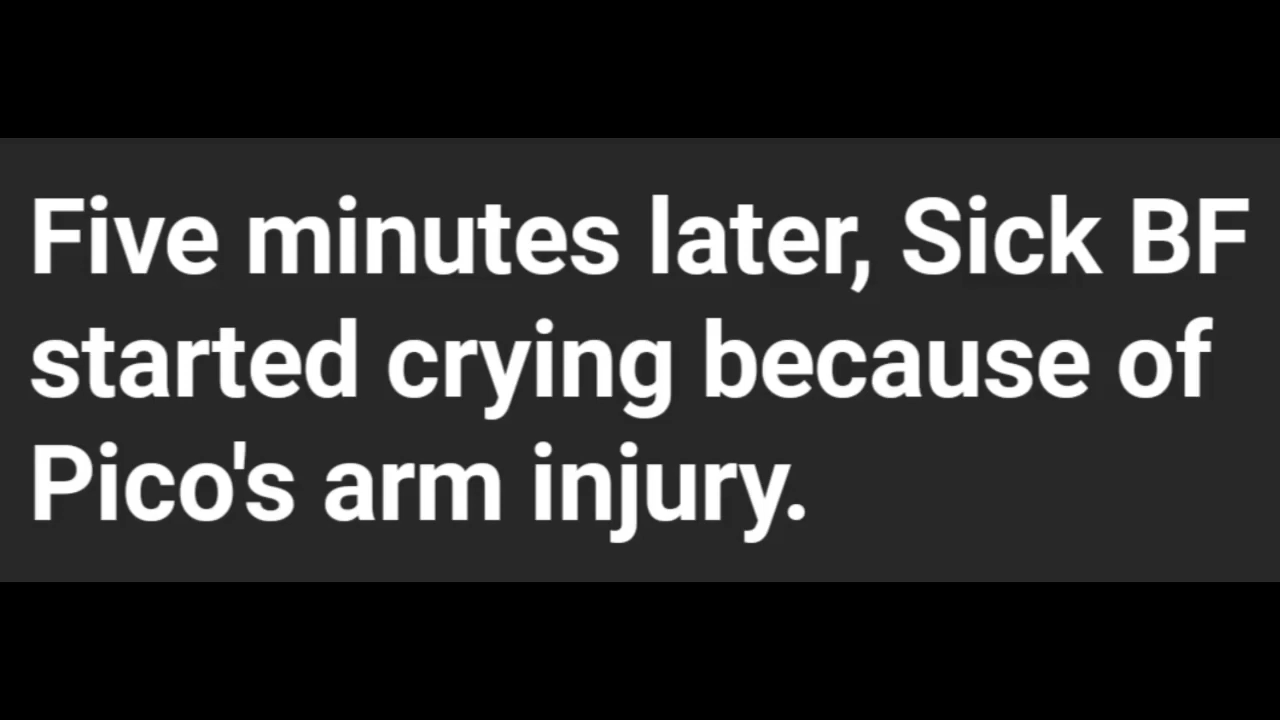 Five minutes later, Sick BF
started crying because of
Pico's arm injury.